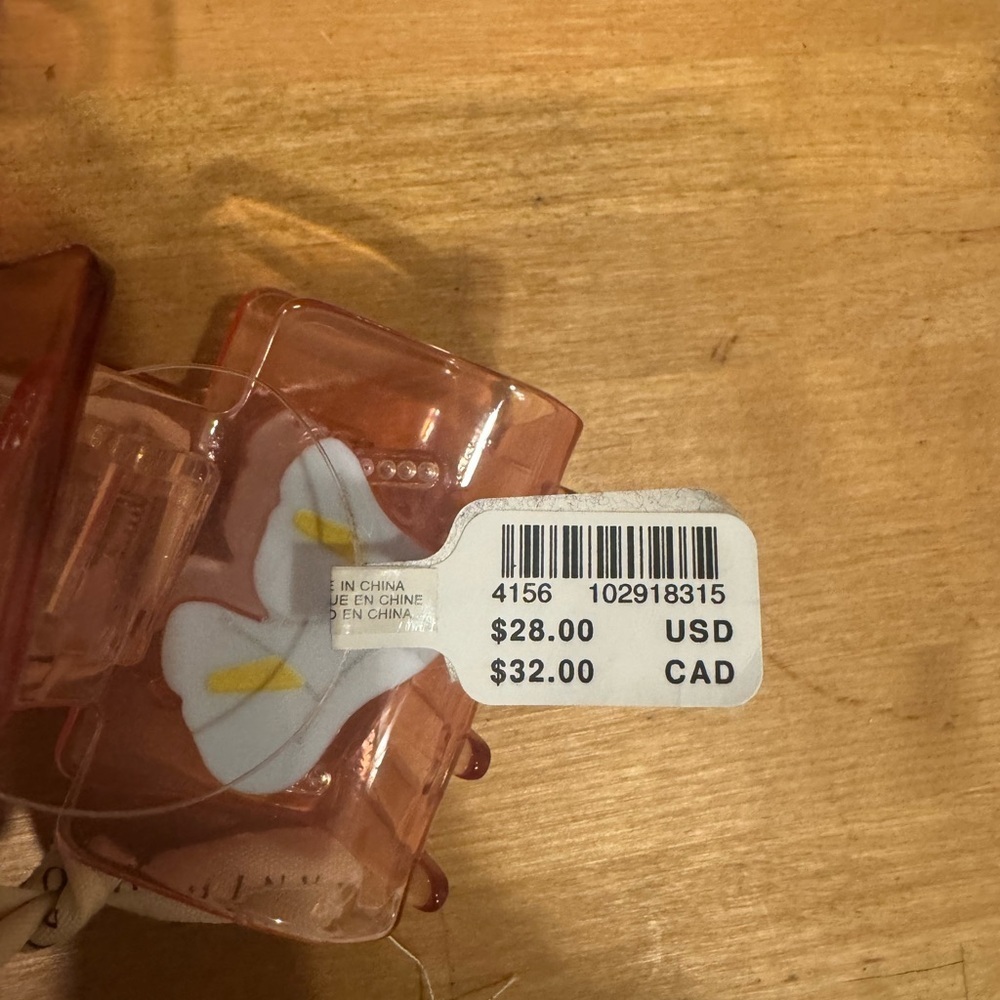 E IN CHINA
UE EN CHINE
O EN CHINA
4156 102918315
$28.00 USD
$32.00 CAD